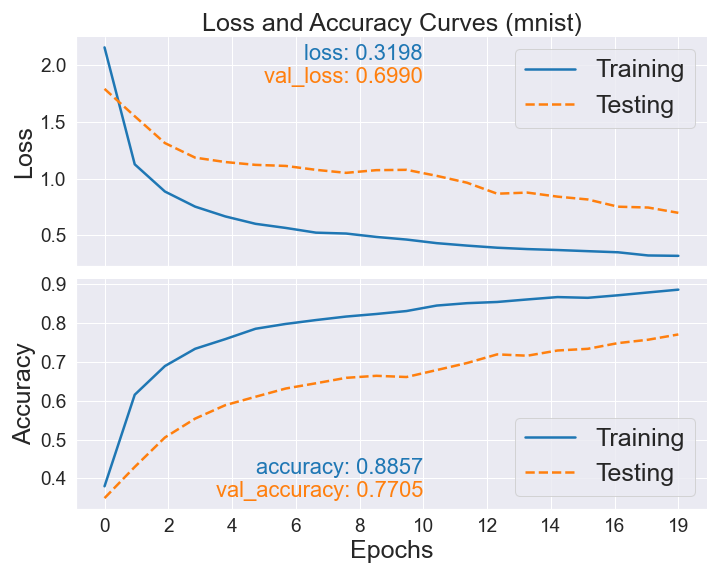 Loss and Accuracy Curves (mnist)
loss: 0.3198
val_loss: 0.6990
Training
Testing
2.0
1.5
1.0
0.5
Loss
0.9
0.8
0.7
0.6
0.5
0.4
Accuracy
accuracy: 0.8857
val_accuracy: 0.7705
Training
Testing
0 2 4 6 8 10 12 14 16 19
Epochs